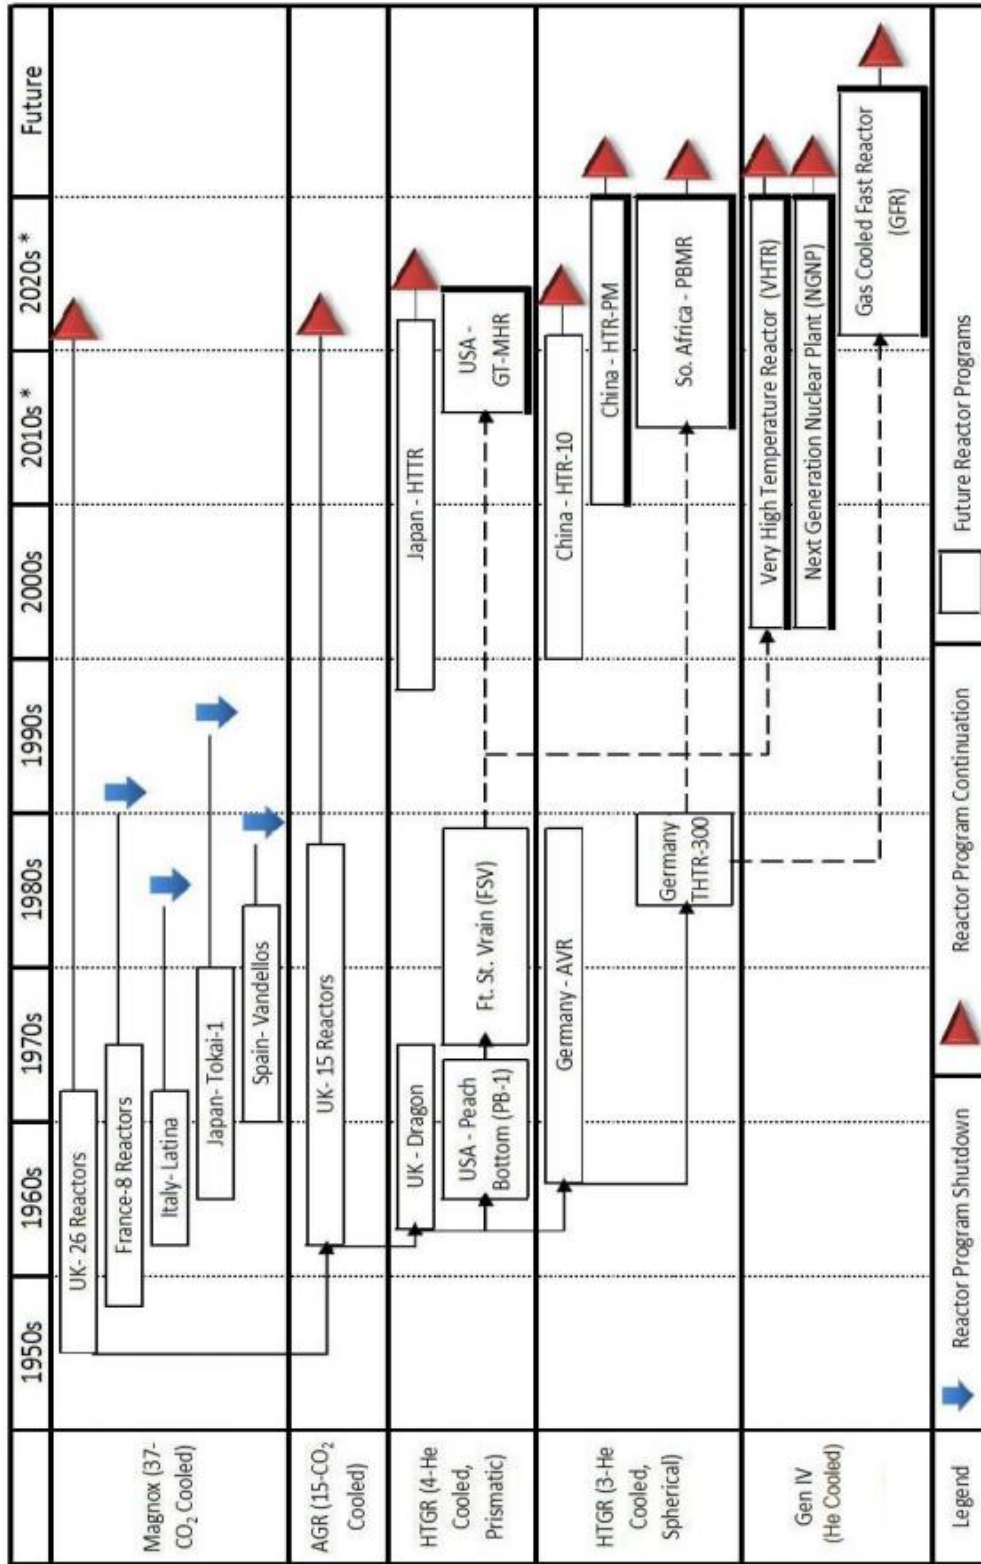 1950s
1960s
1970s
1980s
1990s
2000s
2010s *
2020s *
Future
Magnox (37-
CO₂ Cooled)
UK- 26 Reactors
France-8 Reactors
Italy- Latina
Japan- Tokai-1
Spain- Vandellos
AGR (15-CO₂
Cooled)
UK- 15 Reactors
HTGR (4-He
Cooled,
Prismatic)
UK - Dragon
Japan - HTTR
USA - Peach
Bottom (PB-1)
Ft. St. Vrain (FSV)
USA -
GT-MHR
HTGR (3-He
Cooled,
Spherical)
Germany - AVR
China - HTR-10
China - HTR-PM
Germany
THTR-300
So. Africa - PBMR
Gen IV
(He Cooled)
Very High Temperature Reactor (VHTR)
Next Generation Nuclear Plant (NGNP)
Gas Cooled Fast Reactor
(GFR)
Legend
Reactor Program Shutdown
Reactor Program Continuation
Future Reactor Programs